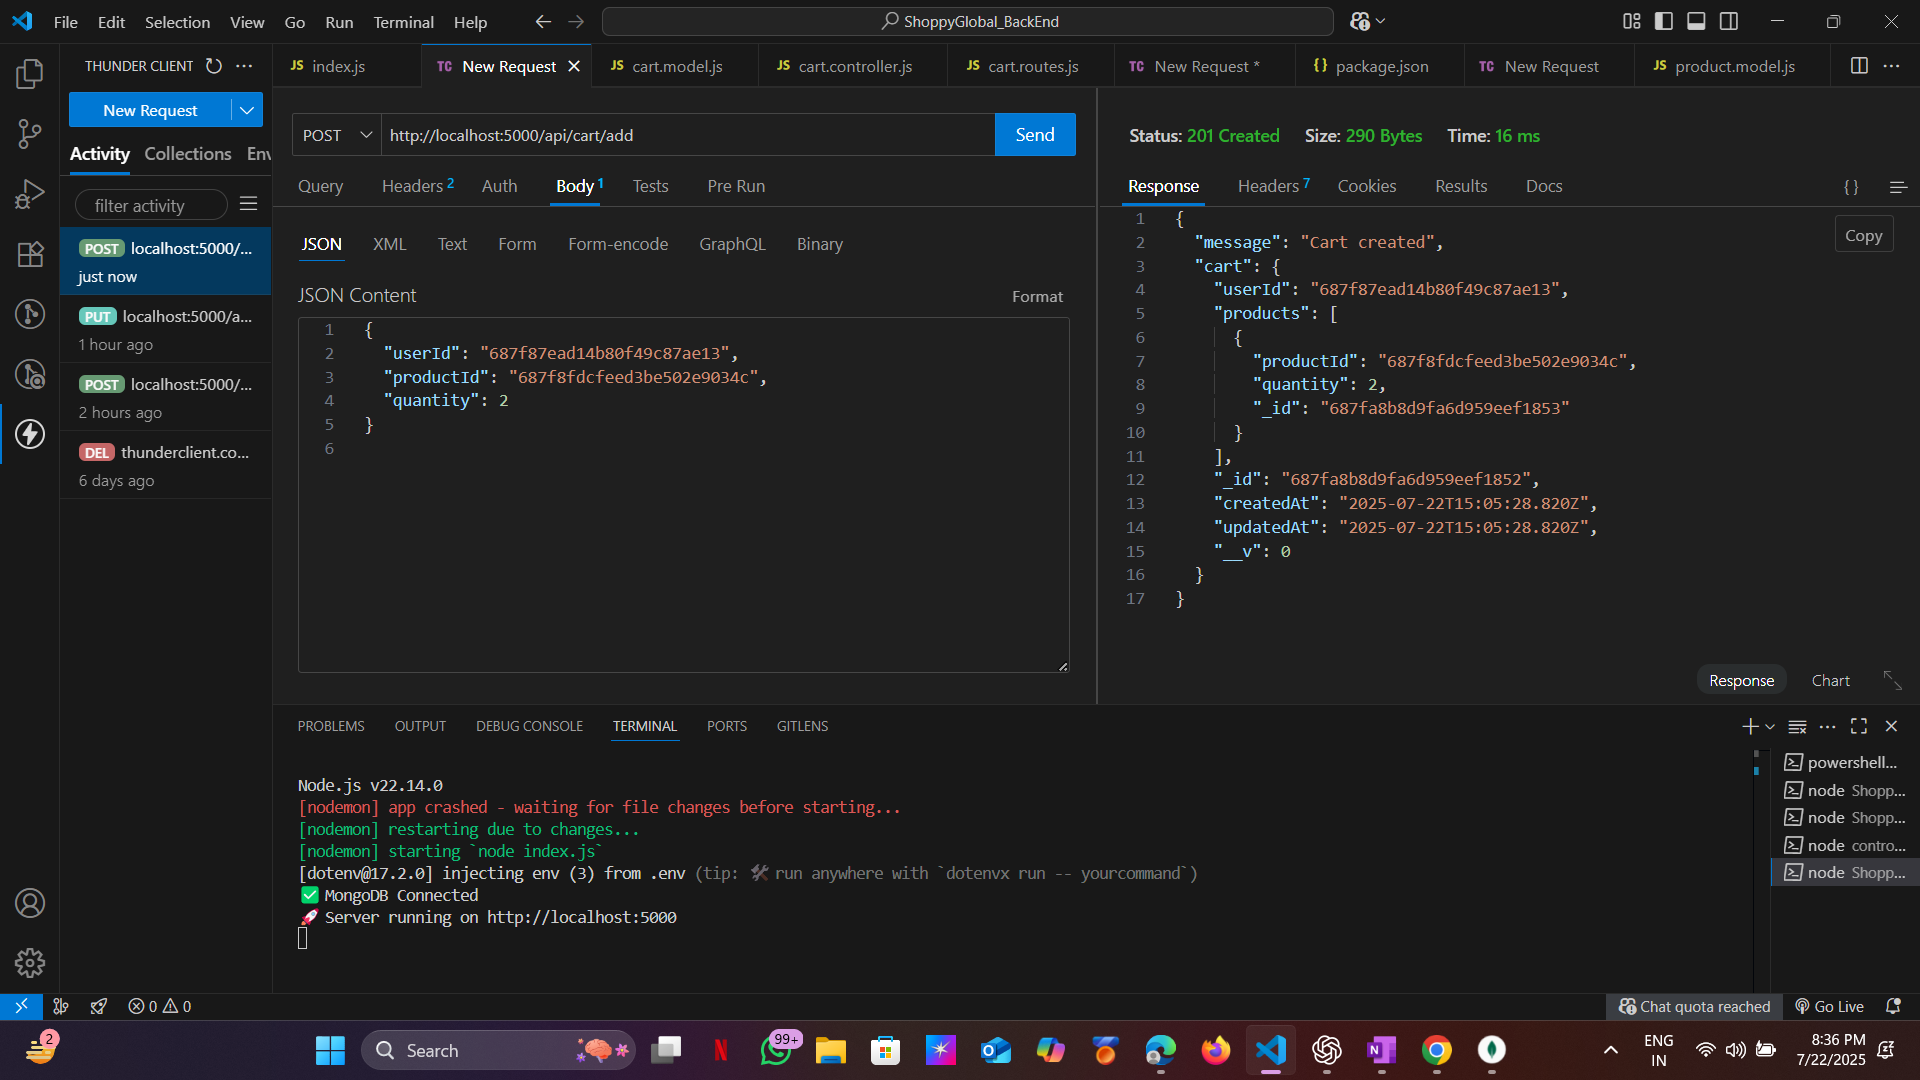 File Edit Selection View Go Run Terminal Help
ShoppyGlobal_BackEnd
THUNDER CLIENT
New Request
Activity Collections Env
filter activity
POST localhost:5000/...
just now
PUT localhost:5000/a...
1 hour ago
POST localhost:5000/...
2 hours ago
DEL thunderclient.co...
6 days ago
JS index.js
TC New Request
JS cart.model.js
JS cart.controller.js
JS cart.routes.js
TC New Request *
{} package.json
TC New Request
JS product.model.js
POST http://localhost:5000/api/cart/add Send
Query Headers 2 Auth Body 1 Tests Pre Run
JSON XML Text Form Form-encode GraphQL Binary
JSON Content Format
1 {
2 "userId": "687f87ead14b80f49c87ae13",
3 "productId": "687f8fdcfeed3be502e9034c",
4 "quantity": 2
5 }
6
Status: 201 Created Size: 290 Bytes Time: 16 ms
Response Headers 7 Cookies Results Docs {}
Copy
1 {
2 "message": "Cart created",
3 "cart": {
4 "userId": "687f87ead14b80f49c87ae13",
5 "products": [
6 {
7 "productId": "687f8fdcfeed3be502e9034c",
8 "quantity": 2,
9 "_id": "687fa8b8d9fa6d959eef1853"
10 }
11 ],
12 "_id": "687fa8b8d9fa6d959eef1852",
13 "createdAt": "2025-07-22T15:05:28.820Z",
14 "updatedAt": "2025-07-22T15:05:28.820Z",
15 "__v": 0
16 }
17 }
Response Chart
PROBLEMS OUTPUT DEBUG CONSOLE TERMINAL PORTS GITLENS
Node.js v22.14.0
[nodemon] app crashed - waiting for file changes before starting...
[nodemon] restarting due to changes...
[nodemon] starting `node index.js`
[dotenv@17.2.0] injecting env (3) from .env (tip: 🛠️ run anywhere with `dotenvx run -- yourcommand`)
✅ MongoDB Connected
🚀 Server running on http://localhost:5000
powershell...
node Shopp...
node Shopp...
node contro...
node Shopp...
0 0
Chat quota reached Go Live
2
Search
99+
ENG
IN
8:36 PM
7/22/2025